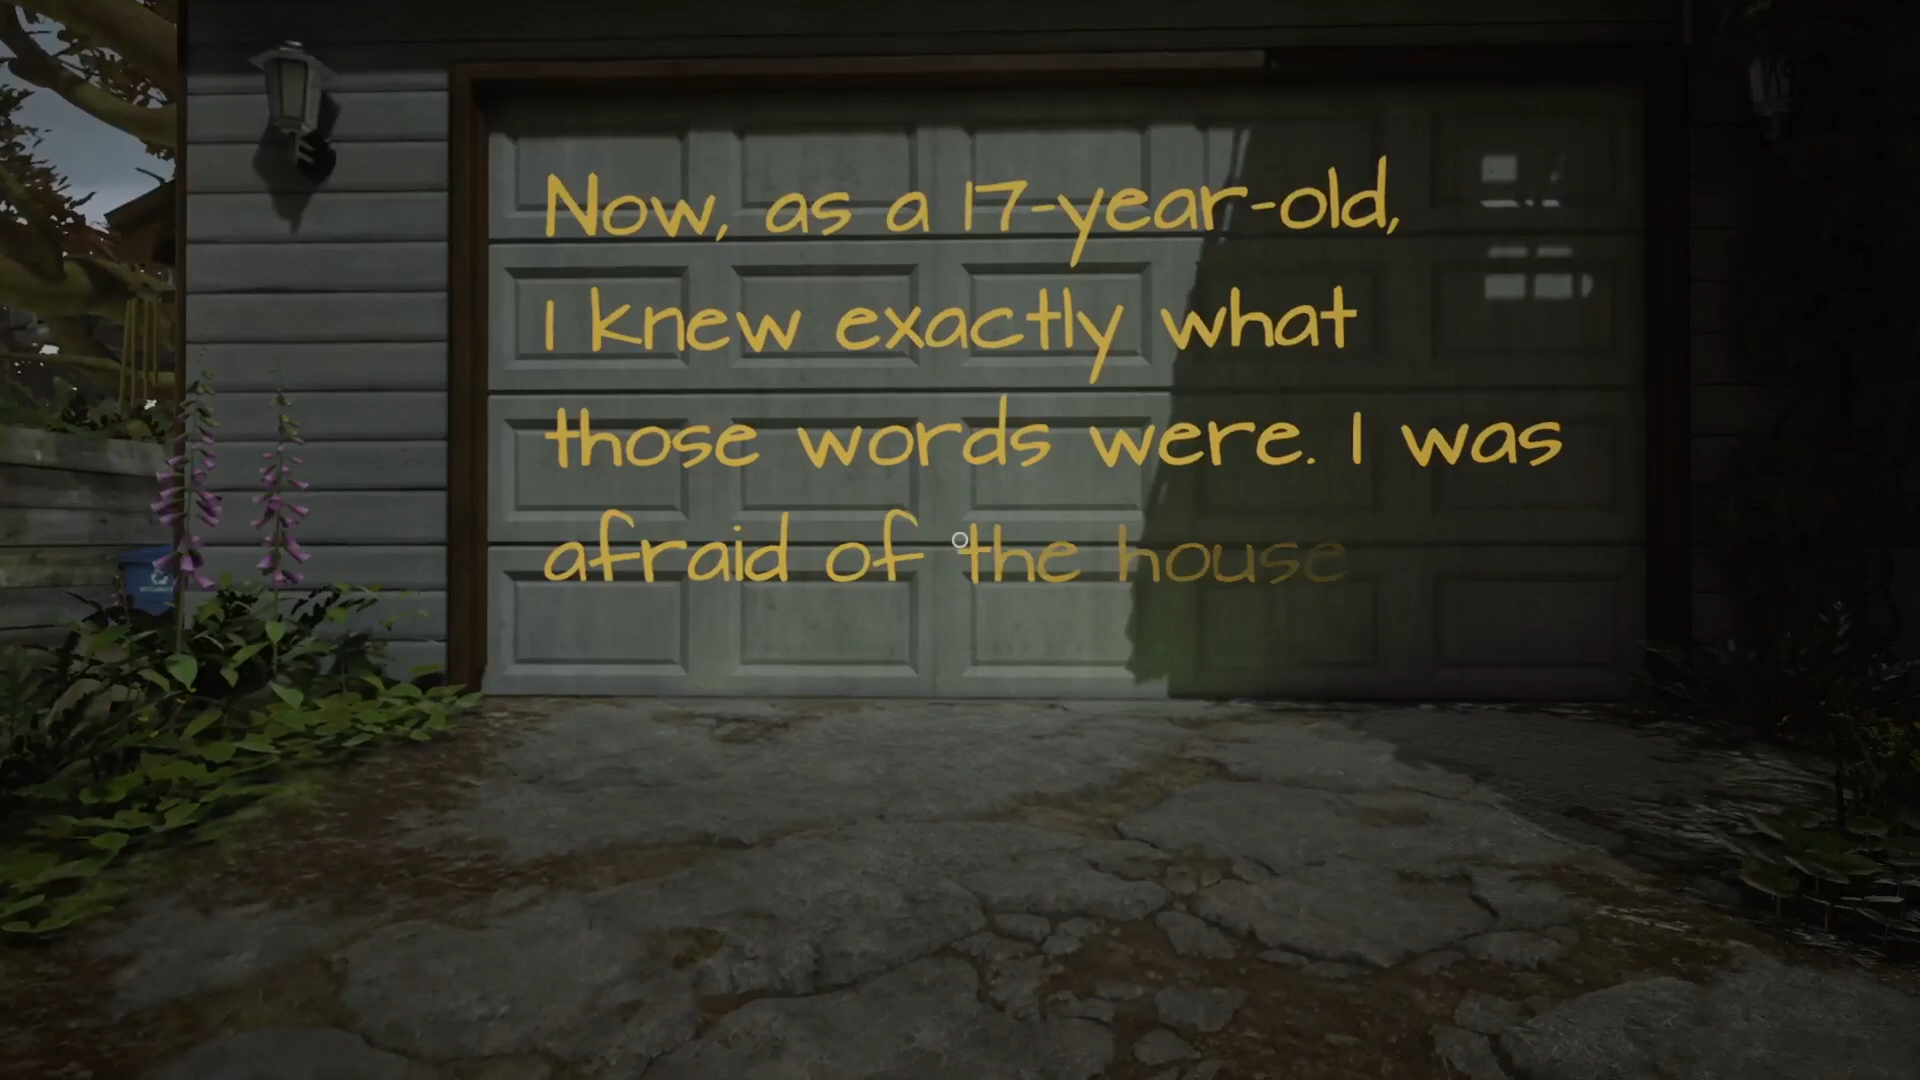 Now, as a 17-year-old,
I knew exactly what
those words were. I was
afraid of the house